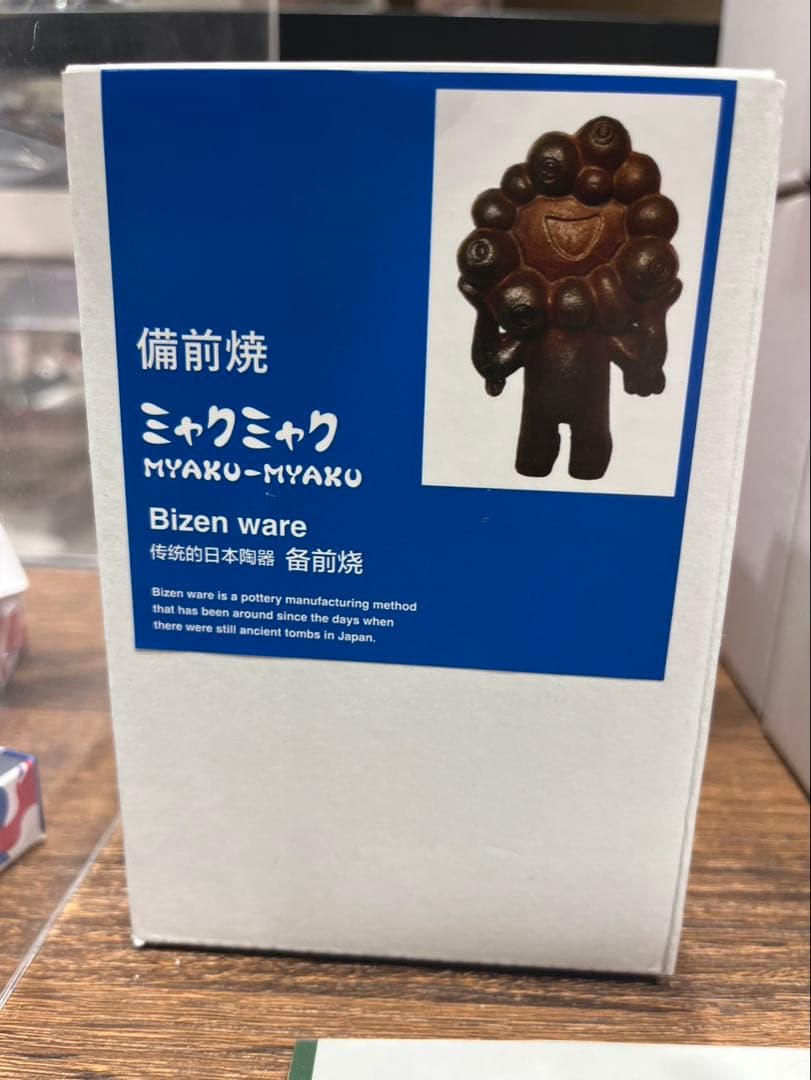 備前焼
ミャクミャク
MYAKU-MYAKU
Bizen ware
传统的日本陶器 备前烧
Bizen ware is a pottery manufacturing method
that has been around since the days when
there were still ancient tombs in Japan.